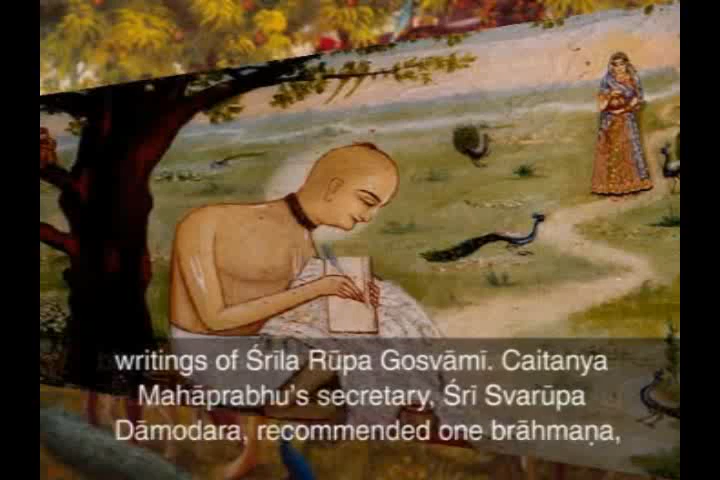 writings of Śrīla Rūpa Gosvāmī. Caitanya
Mahāprabhu's secretary, Śrī Svarūpa
Dāmodara, recommended one brāhmaṇa,